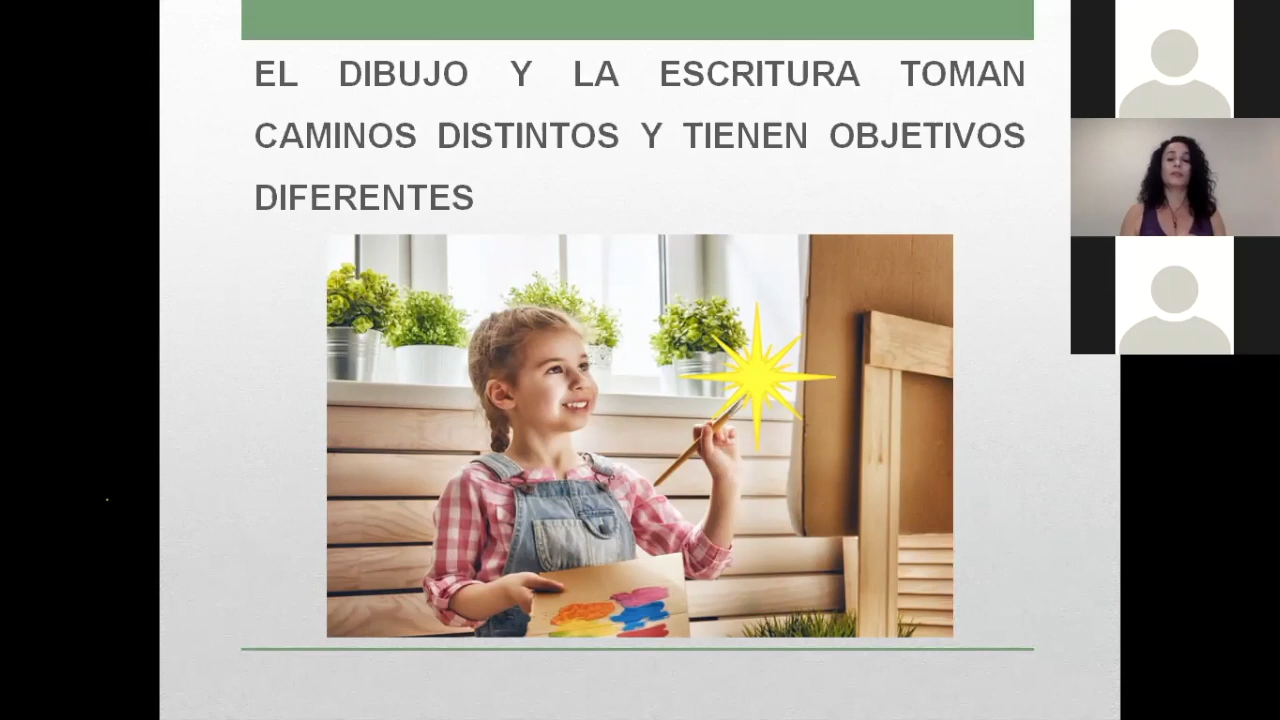 EL DIBUJO Y LA ESCRITURA TOMAN
CAMINOS DISTINTOS Y TIENEN OBJETIVOS
DIFERENTES